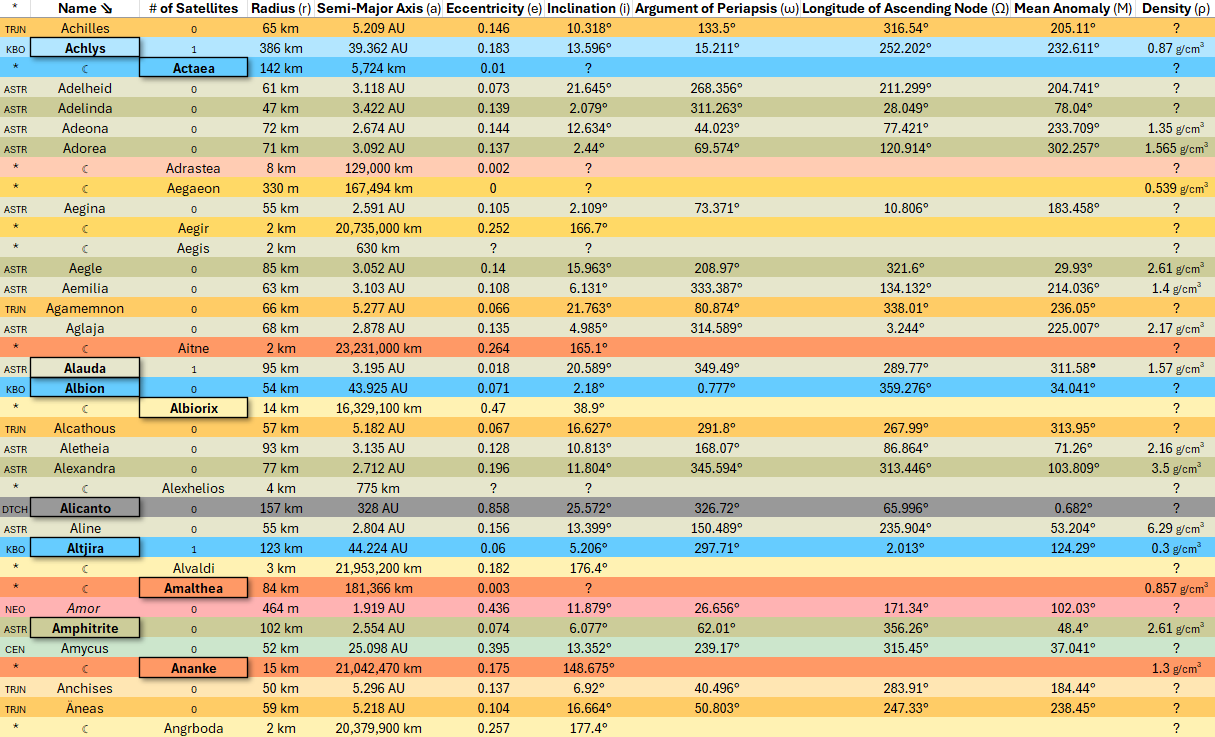 * Name ⇘ # of Satellites Radius (r) Semi-Major Axis (a) Eccentricity (e) Inclination (i) Argument of Periapsis (ω) Longitude of Ascending Node (Ω) Mean Anomaly (M) Density (ρ)
TRJN Achilles 0 65 km 5.209 AU 0.146 10.318° 133.5° 316.54° 205.11° ?
KBO Achlys 1 386 km 39.362 AU 0.183 13.596° 15.211° 252.202° 232.611° 0.87 g/cm³
* ☾ Actaea 142 km 5,724 km 0.01 ? ?
ASTR Adelheid 0 61 km 3.118 AU 0.073 21.645° 268.356° 211.299° 204.741° ?
ASTR Adelinda 0 47 km 3.422 AU 0.139 2.079° 311.263° 28.049° 78.04° ?
ASTR Adeona 0 72 km 2.674 AU 0.144 12.634° 44.023° 77.421° 233.709° 1.35 g/cm³
ASTR Adorea 0 71 km 3.092 AU 0.137 2.44° 69.574° 120.914° 302.257° 1.565 g/cm³
* ☾ Adrastea 8 km 129,000 km 0.002 ? ?
* ☾ Aegaeon 330 m 167,494 km 0 ? 0.539 g/cm³
ASTR Aegina 0 55 km 2.591 AU 0.105 2.109° 73.371° 10.806° 183.458° ?
* ☾ Aegir 2 km 20,735,000 km 0.252 166.7° ?
* ☾ Aegis 2 km 630 km ? ? ?
ASTR Aegle 0 85 km 3.052 AU 0.14 15.963° 208.97° 321.6° 29.93° 2.61 g/cm³
ASTR Aemilia 0 63 km 3.103 AU 0.108 6.131° 333.387° 134.132° 214.036° 1.4 g/cm³
TRJN Agamemnon 0 66 km 5.277 AU 0.066 21.763° 80.874° 338.01° 236.05° ?
ASTR Aglaja 0 68 km 2.878 AU 0.135 4.985° 314.589° 3.244° 225.007° 2.17 g/cm³
* ☾ Aitne 2 km 23,231,000 km 0.264 165.1° ?
ASTR Alauda 1 95 km 3.195 AU 0.018 20.589° 349.49° 289.77° 311.58° 1.57 g/cm³
KBO Albion 0 54 km 43.925 AU 0.071 2.18° 0.777° 359.276° 34.041° ?
* ☾ Albiorix 14 km 16,329,100 km 0.47 38.9° ?
TRJN Alcathous 0 57 km 5.182 AU 0.067 16.627° 291.8° 267.99° 313.95° ?
ASTR Aletheia 0 93 km 3.135 AU 0.128 10.813° 168.07° 86.864° 71.26° 2.16 g/cm³
ASTR Alexandra 0 77 km 2.712 AU 0.196 11.804° 345.594° 313.446° 103.809° 3.5 g/cm³
* ☾ Alexhelios 4 km 775 km ? ? ?
DTCH Alicanto 0 157 km 328 AU 0.858 25.572° 326.72° 65.996° 0.682° ?
ASTR Aline 0 55 km 2.804 AU 0.156 13.399° 150.489° 235.904° 53.204° 6.29 g/cm³
KBO Altjira 1 123 km 44.224 AU 0.06 5.206° 297.71° 2.013° 124.29° 0.3 g/cm³
* ☾ Alvaldi 3 km 21,953,200 km 0.182 176.4° ?
* ☾ Amalthea 84 km 181,366 km 0.003 ? 0.857 g/cm³
NEO Amor 0 464 m 1.919 AU 0.436 11.879° 26.656° 171.34° 102.03° ?
ASTR Amphitrite 0 102 km 2.554 AU 0.074 6.077° 62.01° 356.26° 48.4° 2.61 g/cm³
CEN Amycus 0 52 km 25.098 AU 0.395 13.352° 239.17° 315.45° 37.041° ?
* ☾ Ananke 15 km 21,042,470 km 0.175 148.675° 1.3 g/cm³
TRJN Anchises 0 50 km 5.296 AU 0.137 6.92° 40.496° 283.91° 184.44° ?
TRJN Äneas 0 59 km 5.218 AU 0.104 16.664° 50.803° 247.33° 238.45° ?
* ☾ Angrboda 2 km 20,379,900 km 0.257 177.4° ?